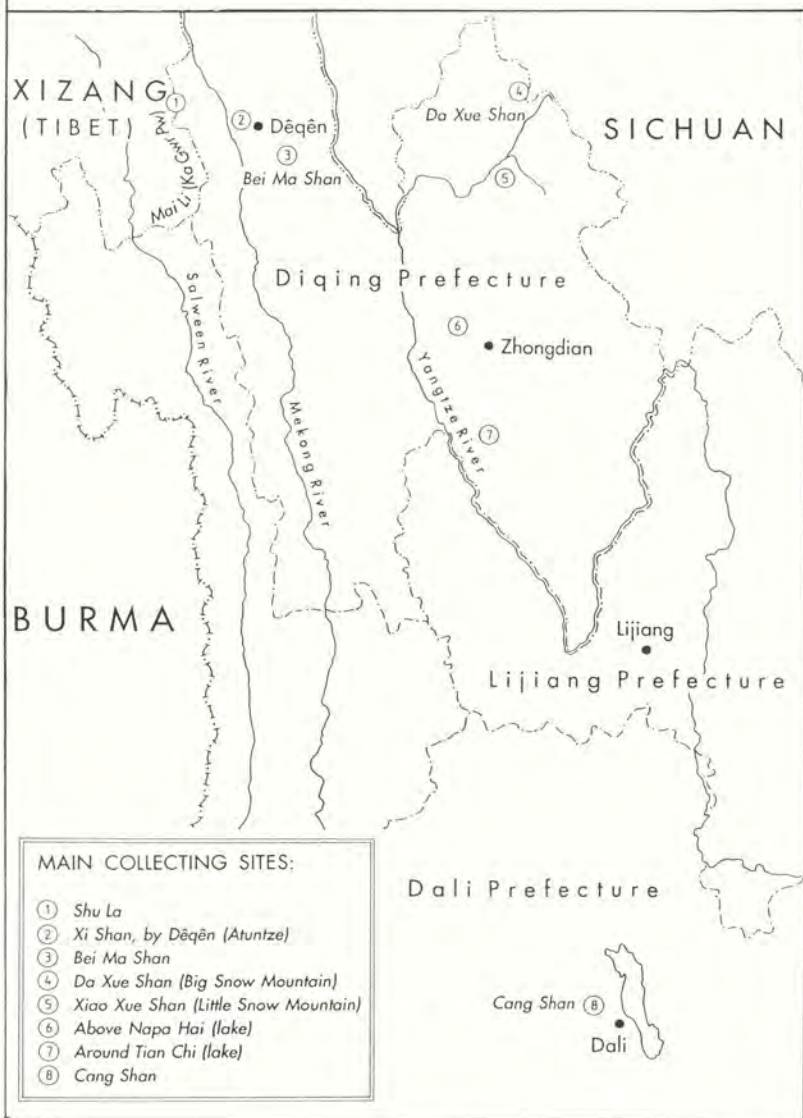 XIZANG
(TIBET)
①
Mai Li (Ka Gwr Pw)
② Dêqên
③
Bei Ma Shan
④
Da Xue Shan
SICHUAN
⑤
Salween River
Diqing Prefecture
⑥
Zhongdian
Mekong River
Yangtze River
⑦
BURMA
Lijiang
Lijiang Prefecture
Dali Prefecture
Cang Shan ⑧
Dali
MAIN COLLECTING SITES:
① Shu La
② Xi Shan, by Dêqên (Atuntze)
③ Bei Ma Shan
④ Da Xue Shan (Big Snow Mountain)
⑤ Xiao Xue Shan (Little Snow Mountain)
⑥ Above Napa Hai (lake)
⑦ Around Tian Chi (lake)
⑧ Cang Shan